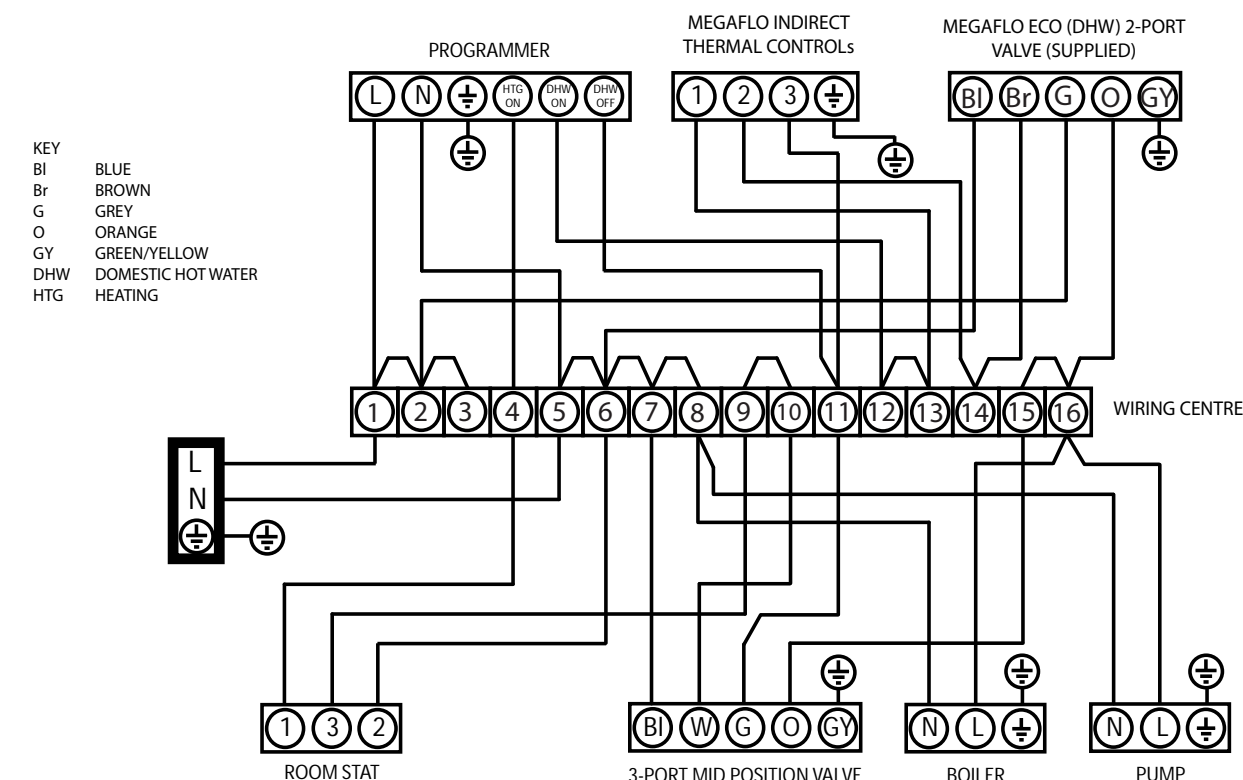 MEGAFLO INDIRECT
THERMAL CONTROLs
MEGAFLO ECO (DHW) 2-PORT
VALVE (SUPPLIED)
PROGRAMMER
L N HTG ON DHW ON DHW OFF
1 2 3
Bl Br G O GY
KEY
Bl BLUE
Br BROWN
G GREY
O ORANGE
GY GREEN/YELLOW
DHW DOMESTIC HOT WATER
HTG HEATING
1 2 3 4 5 6 7 8 9 10 11 12 13 14 15 16
WIRING CENTRE
L
N
1 3 2
Bl W G O GY
N L
N L
ROOM STAT
3-PORT MID POSITION VALVE
BOILER
PUMP